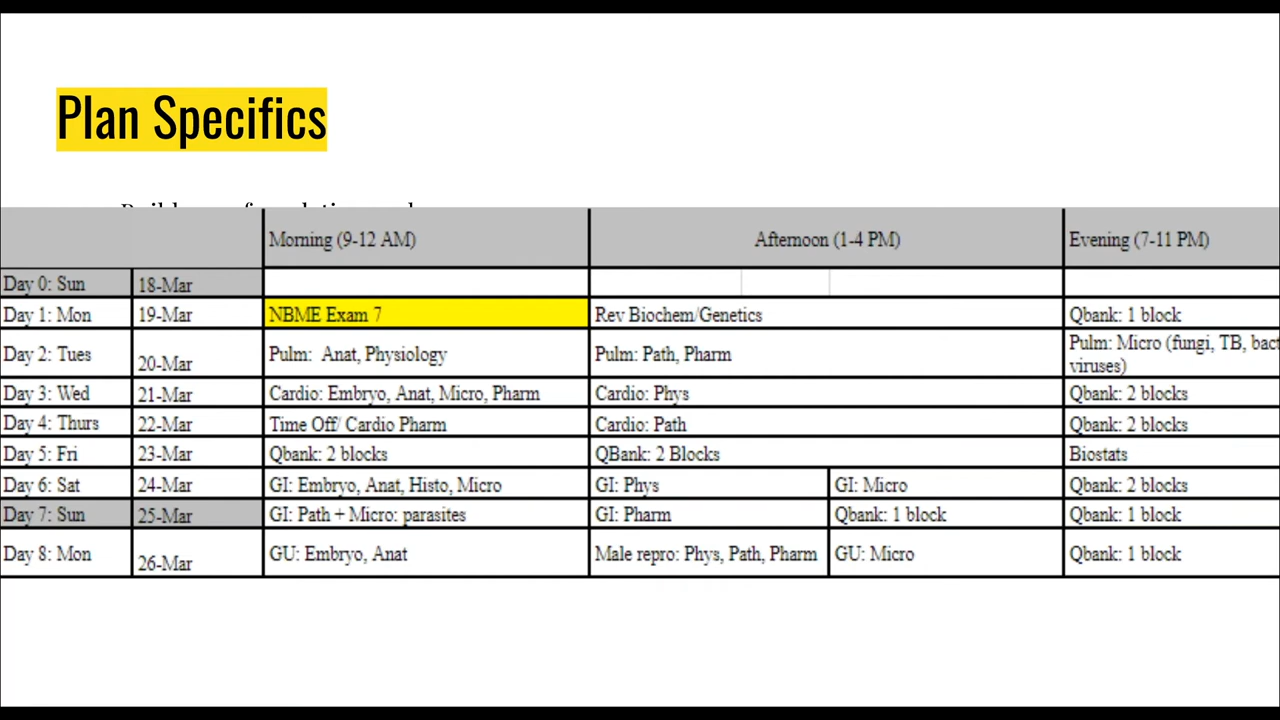 Plan Specifics
Morning (9-12 AM) Afternoon (1-4 PM) Evening (7-11 PM)
Day 0: Sun 18-Mar
Day 1: Mon 19-Mar NBME Exam 7 Rev Biochem/Genetics Qbank: 1 block
Day 2: Tues 20-Mar Pulm: Anat, Physiology Pulm: Path, Pharm Pulm: Micro (fungi, TB, bact
viruses)
Day 3: Wed 21-Mar Cardio: Embryo, Anat, Micro, Pharm Cardio: Phys Qbank: 2 blocks
Day 4: Thurs 22-Mar Time Off/ Cardio Pharm Cardio: Path Qbank: 2 blocks
Day 5: Fri 23-Mar Qbank: 2 blocks QBank: 2 Blocks Biostats
Day 6: Sat 24-Mar GI: Embryo, Anat, Histo, Micro GI: Phys GI: Micro Qbank: 2 blocks
Day 7: Sun 25-Mar GI: Path + Micro: parasites GI: Pharm Qbank: 1 block Qbank: 1 block
Day 8: Mon 26-Mar GU: Embryo, Anat Male repro: Phys, Path, Pharm GU: Micro Qbank: 1 block